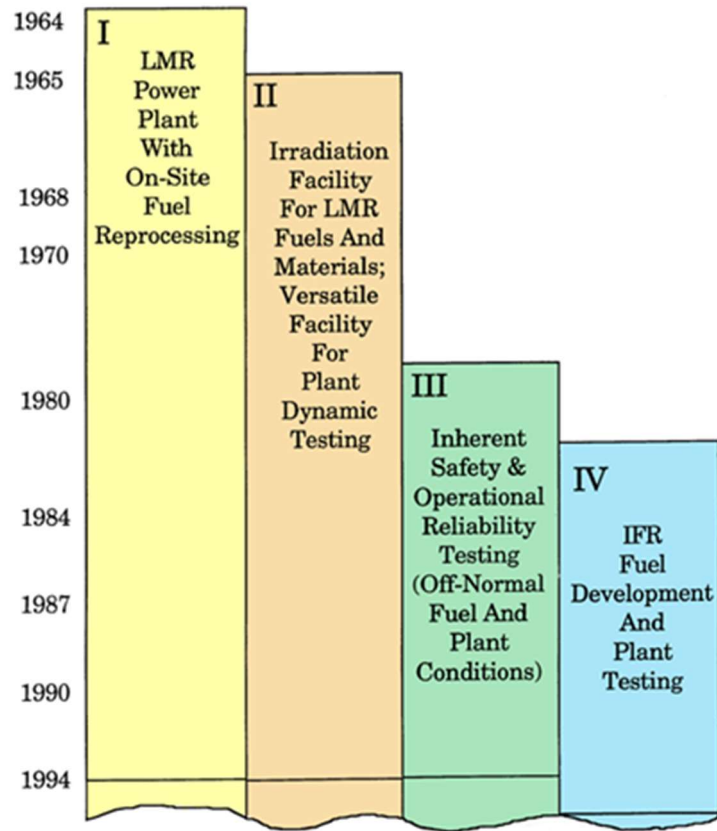 1964
1965
1968
1970
1980
1984
1987
1990
1994
I
LMR
Power
Plant
With
On-Site
Fuel
Reprocessing
II
Irradiation
Facility
For LMR
Fuels And
Materials;
Versatile
Facility
For
Plant
Dynamic
Testing
III
Inherent
Safety &
Operational
Reliability
Testing
(Off-Normal
Fuel And
Plant
Conditions)
IV
IFR
Fuel
Development
And
Plant
Testing